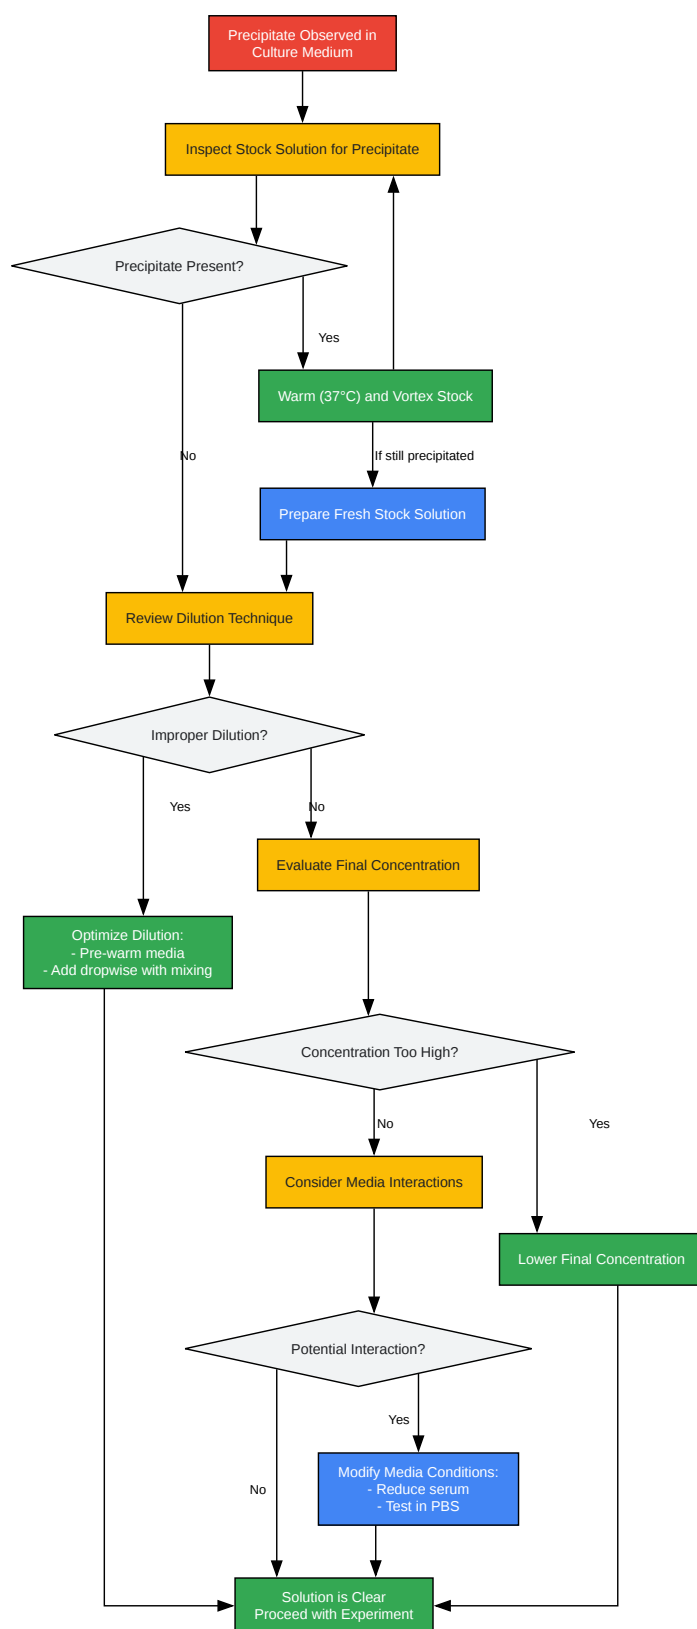 Precipitate Observed in
Culture Medium
Inspect Stock Solution for Precipitate
Precipitate Present?
Yes
Warm (37°C) and Vortex Stock
No
If still precipitated
Prepare Fresh Stock Solution
Review Dilution Technique
Improper Dilution?
Yes
No
Evaluate Final Concentration
Optimize Dilution:
- Pre-warm media
- Add dropwise with mixing
Concentration Too High?
No
Yes
Consider Media Interactions
Lower Final Concentration
Potential Interaction?
Yes
Modify Media Conditions:
- Reduce serum
- Test in PBS
No
Solution is Clear
Proceed with Experiment